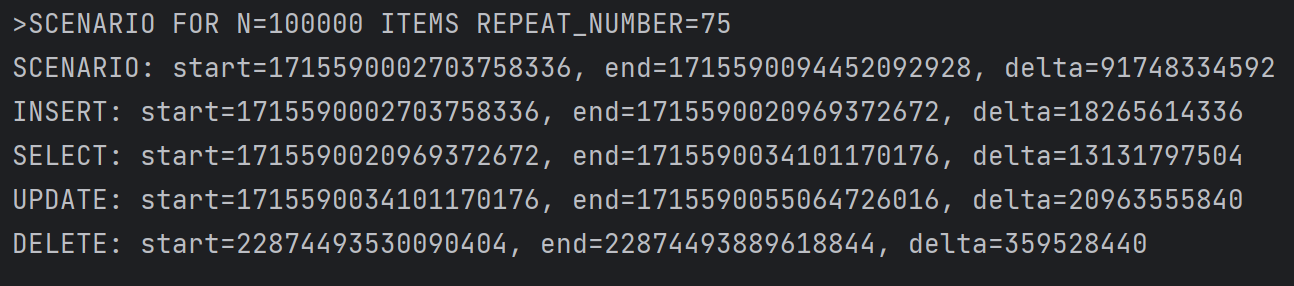 >SCENARIO FOR N=100000 ITEMS REPEAT_NUMBER=75
SCENARIO: start=1715590002703758336, end=1715590094452092928, delta=91748334592
INSERT: start=1715590002703758336, end=1715590020969372672, delta=18265614336
SELECT: start=1715590020969372672, end=1715590034101170176, delta=13131797504
UPDATE: start=1715590034101170176, end=1715590055064726016, delta=20963555840
DELETE: start=22874493530090404, end=22874493889618844, delta=359528440